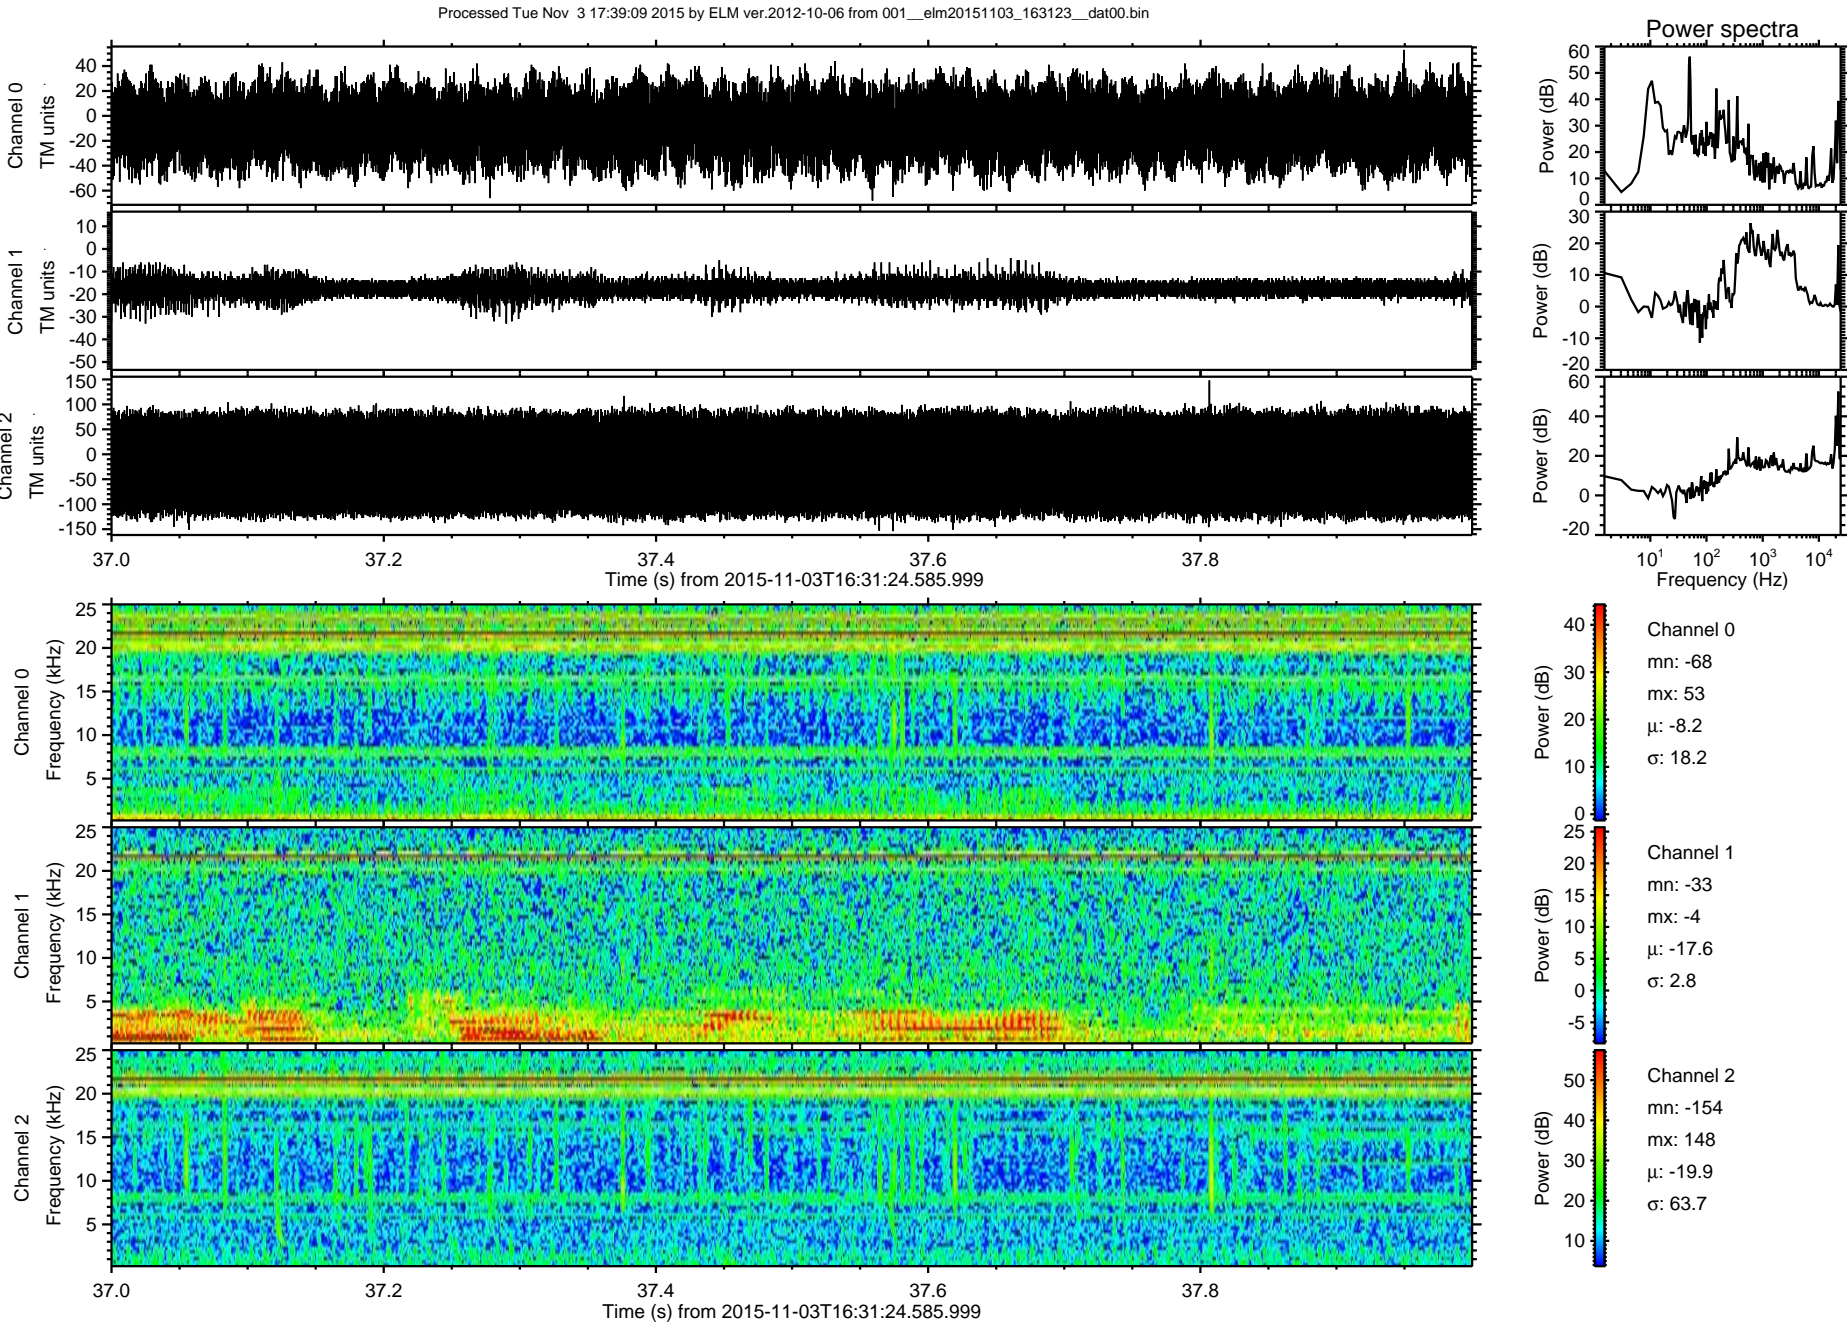 Processed Tue Nov  3 17:39:09 2015 by ELM ver.2012-10-06 from 001__elm20151103_163123__dat00.bin
Power spectra
Channel 0
TM units
40
20
0
-20
-40
-60
Power (dB)
60
50
40
30
20
10
0
Channel 1
TM units
10
0
-10
-20
-30
-40
-50
Power (dB)
30
20
10
0
-10
-20
Channel 2
TM units
150
100
50
0
-50
-100
-150
Power (dB)
60
40
20
0
-20
37.0 37.2 37.4 37.6 37.8
Time (s) from 2015-11-03T16:31:24.585.999
10¹ 10² 10³ 10⁴
Frequency (Hz)
Channel 0
Frequency (kHz)
25
20
15
10
5
Power (dB)
40
30
20
10
0
Channel 0
mn: -68
mx: 53
μ: -8.2
σ: 18.2
Channel 1
Frequency (kHz)
25
20
15
10
5
Power (dB)
25
20
15
10
5
0
-5
Channel 1
mn: -33
mx: -4
μ: -17.6
σ: 2.8
Channel 2
Frequency (kHz)
25
20
15
10
5
Power (dB)
50
40
30
20
10
Channel 2
mn: -154
mx: 148
μ: -19.9
σ: 63.7
37.0 37.2 37.4 37.6 37.8
Time (s) from 2015-11-03T16:31:24.585.999